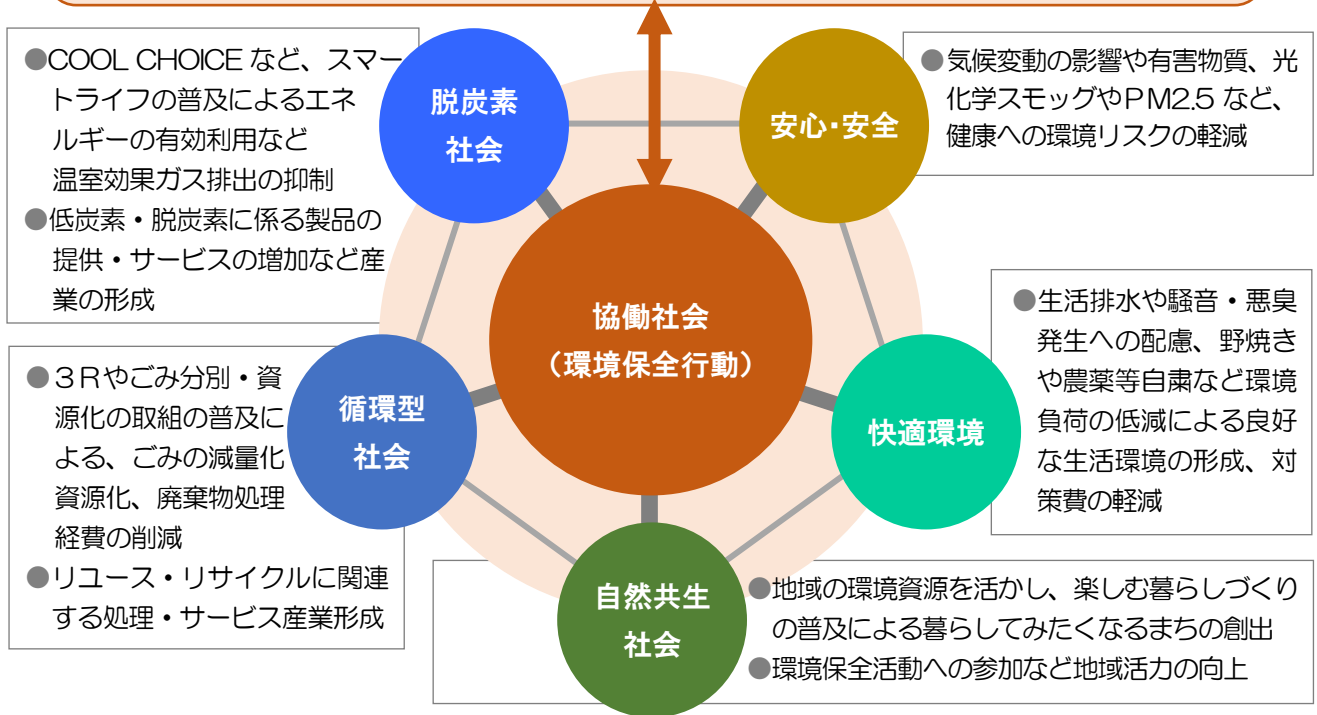 ●COOL CHOICE など、スマー
トライフの普及によるエネ
ルギーの有効利用など
温室効果ガス排出の抑制
●低炭素・脱炭素に係る製品の
提供・サービスの増加など産
業の形成
脱炭素
社会
安心・安全
●気候変動の影響や有害物質、光
化学スモッグやPM2.5 など、
健康への環境リスクの軽減
協働社会
（環境保全行動）
●生活排水や騒音・悪臭
発生への配慮、野焼き
や農薬等自粛など環境
負荷の低減による良好
な生活環境の形成、対
策費の軽減
快適環境
●３Rやごみ分別・資
源化の取組の普及に
よる、ごみの減量化
資源化、廃棄物処理
経費の削減
●リユース・リサイクルに関連
する処理・サービス産業形成
循環型
社会
自然共生
社会
●地域の環境資源を活かし、楽しむ暮らしづくり
の普及による暮らしてみたくなるまちの創出
●環境保全活動への参加など地域活力の向上